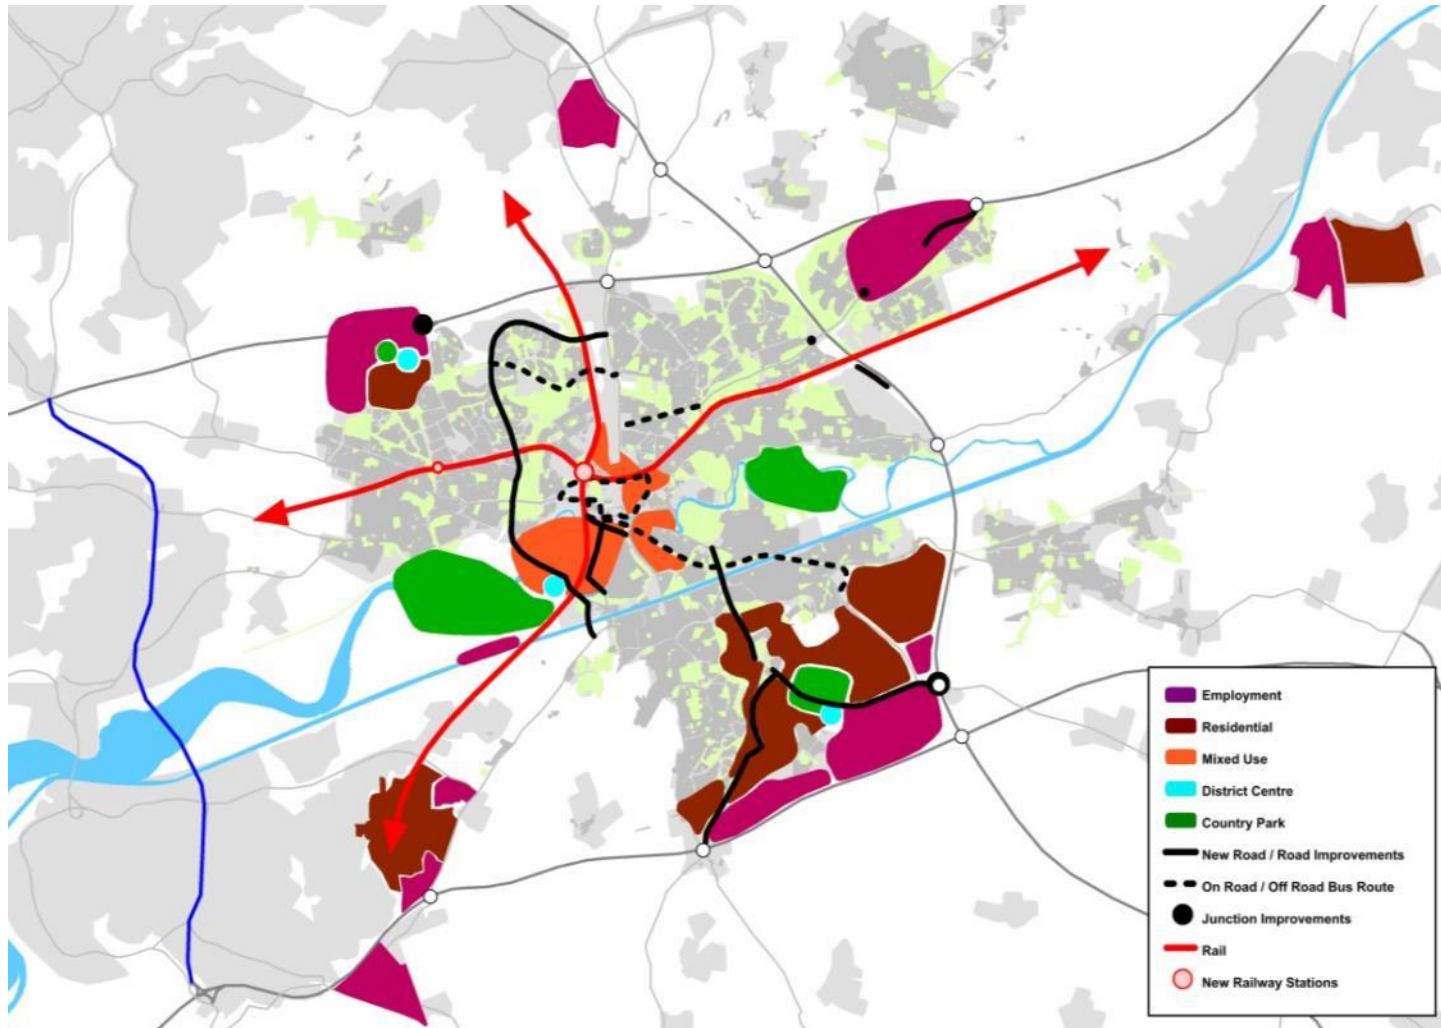 Employment
Residential
Mixed Use
District Centre
Country Park
New Road / Road Improvements
On Road / Off Road Bus Route
Junction Improvements
Rail
New Railway Stations